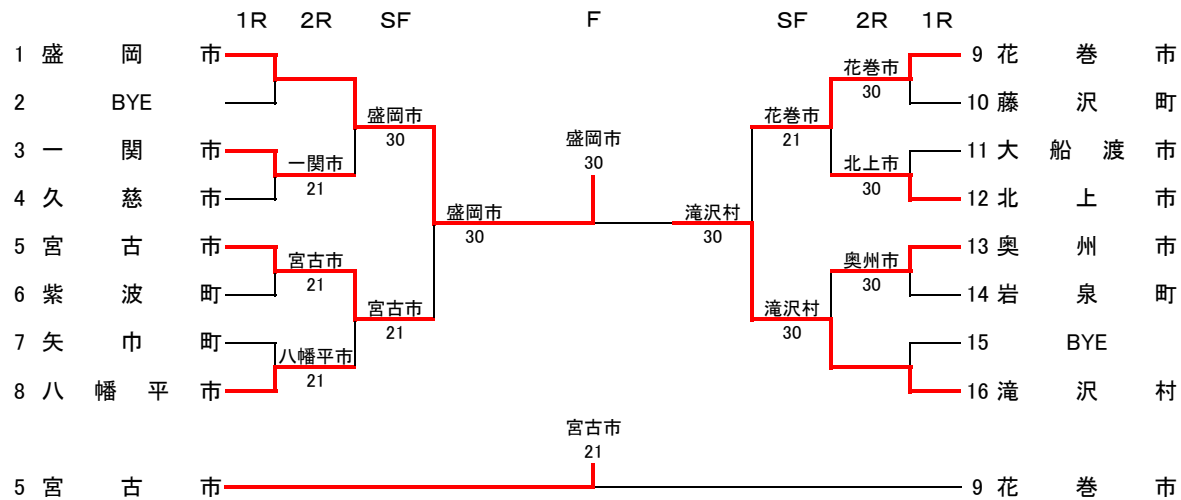 1R 2R SF F SF 2R 1R
1 盛岡市 花巻市 9 花巻市
2 BYE 盛岡市 30 花巻市 30 10 藤沢町
3 一関市 一関市 30 盛岡市 21 11 大船渡市
4 久慈市 21 30 北上市 30 12 北上市
盛岡市 滝沢村
5 宮古市 30 30 13 奥州市
宮古市 奥州市
6 紫波町 21 宮古市 滝沢村 30 14 岩泉町
7 矢巾町 21 30 15 BYE
八幡平市
8 八幡平市 21 16 滝沢村
宮古市
21
5 宮古市 9 花巻市